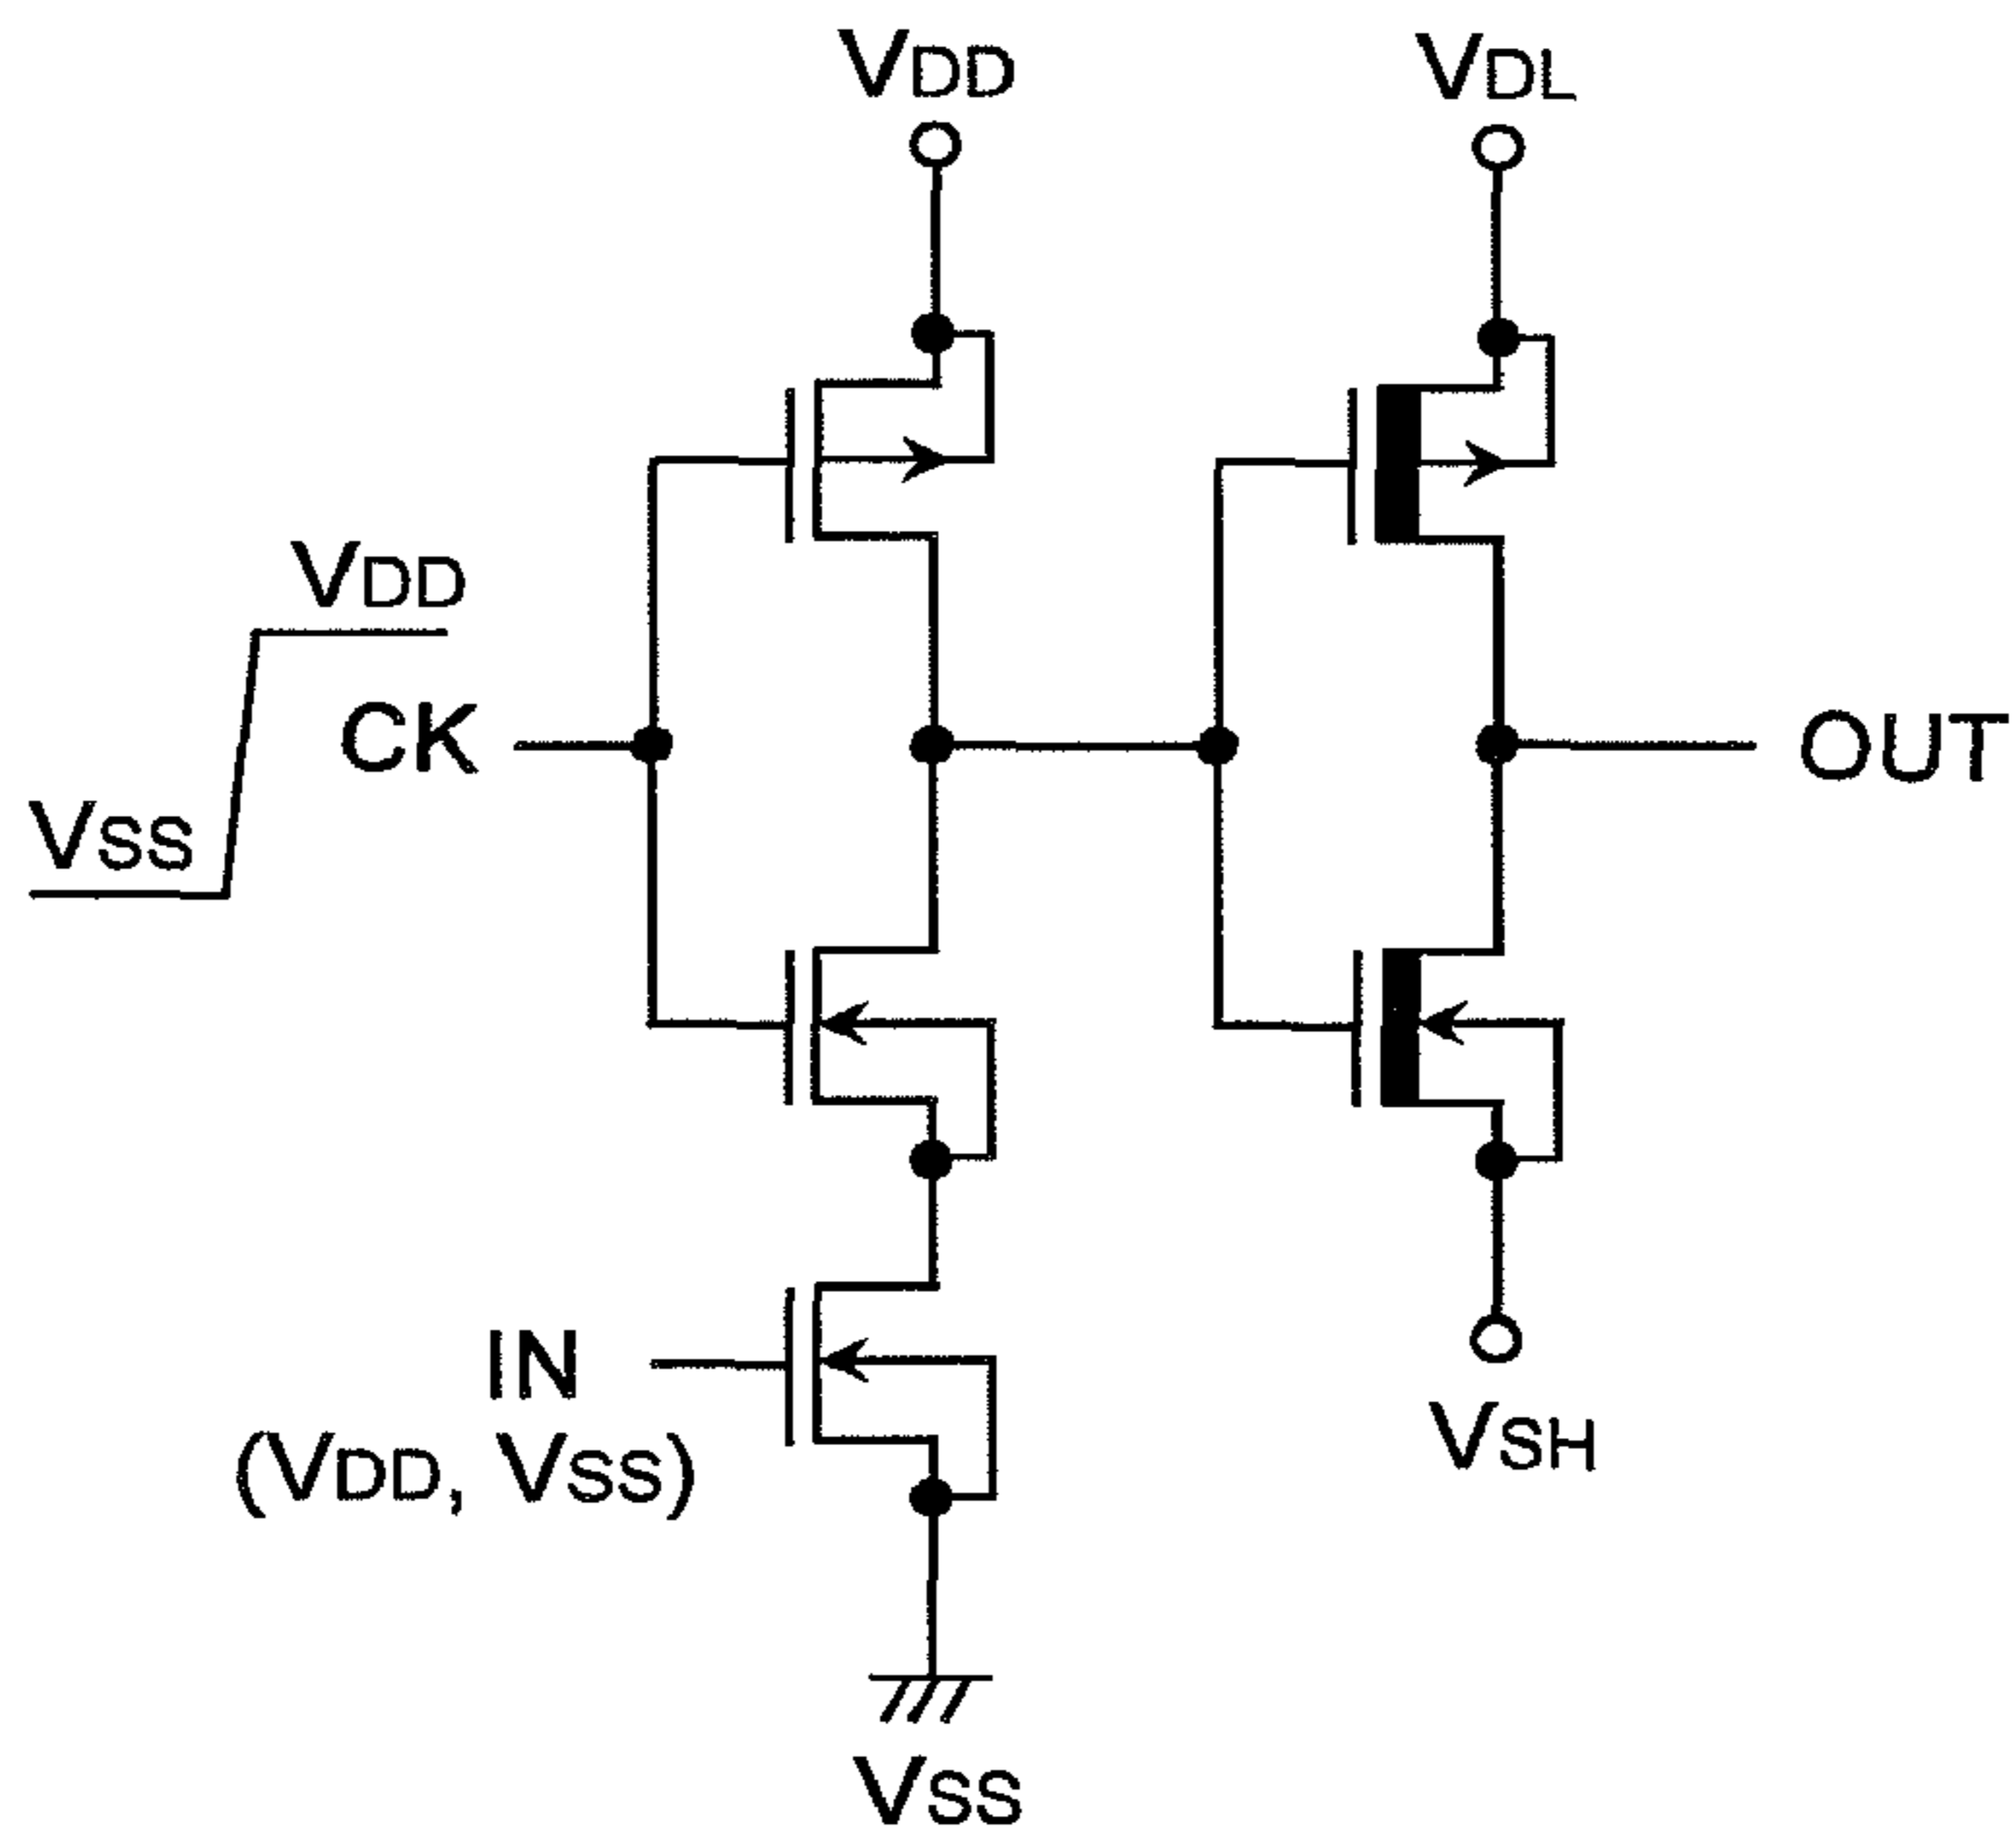 VDD
VDL
VDD
CK
OUT
VSS
IN
(VDD, VSS)
VSH
VSS